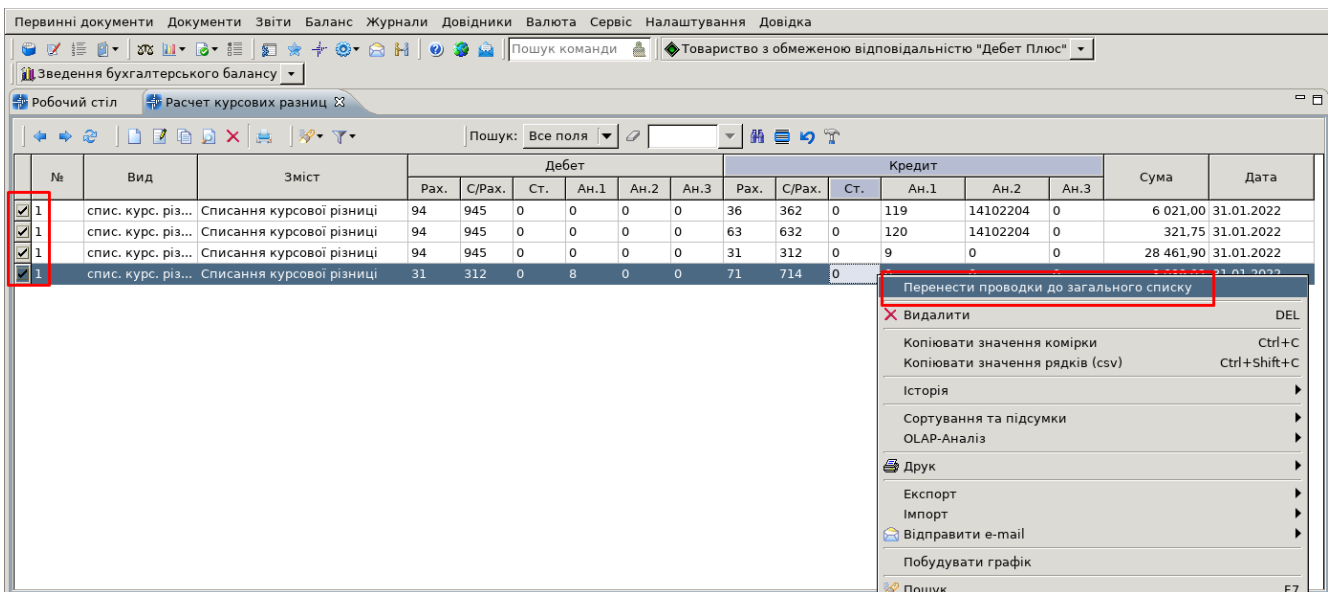 Первинні документи Документи Звіти Баланс Журнали Довідники Валюта Сервіс Налаштування Довідка
Пошук команди Товариство з обмеженою відповідальністю "Дебет Плюс"
Зведення бухгалтерського балансу
Робочий стіл Расчет курсових разниц
Пошук: Все поля
№ Вид Зміст Дебет Кредит Сума Дата
Рах. С/Рах. Ст. Ан.1 Ан.2 Ан.3 Рах. С/Рах. Ст. Ан.1 Ан.2 Ан.3
1 спис. курс. різ... Списання курсової різниці 94 945 0 0 0 0 36 362 0 119 14102204 0 6 021,00 31.01.2022
1 спис. курс. різ... Списання курсової різниці 94 945 0 0 0 0 63 632 0 120 14102204 0 321,75 31.01.2022
1 спис. курс. різ... Списання курсової різниці 94 945 0 0 0 0 31 312 0 9 0 0 28 461,90 31.01.2022
1 спис. курс. різ... Списання курсової різниці 31 312 0 8 0 0 71 714 0 31.01.2022
Перенести проводки до загального списку
Видалити DEL
Копіювати значення комірки Ctrl+C
Копіювати значення рядків (csv) Ctrl+Shift+C
Історія
Сортування та підсумки
OLAP-Аналіз
Друк
Експорт
Імпорт
Відправити e-mail
Побудувати графік
Пошук F7